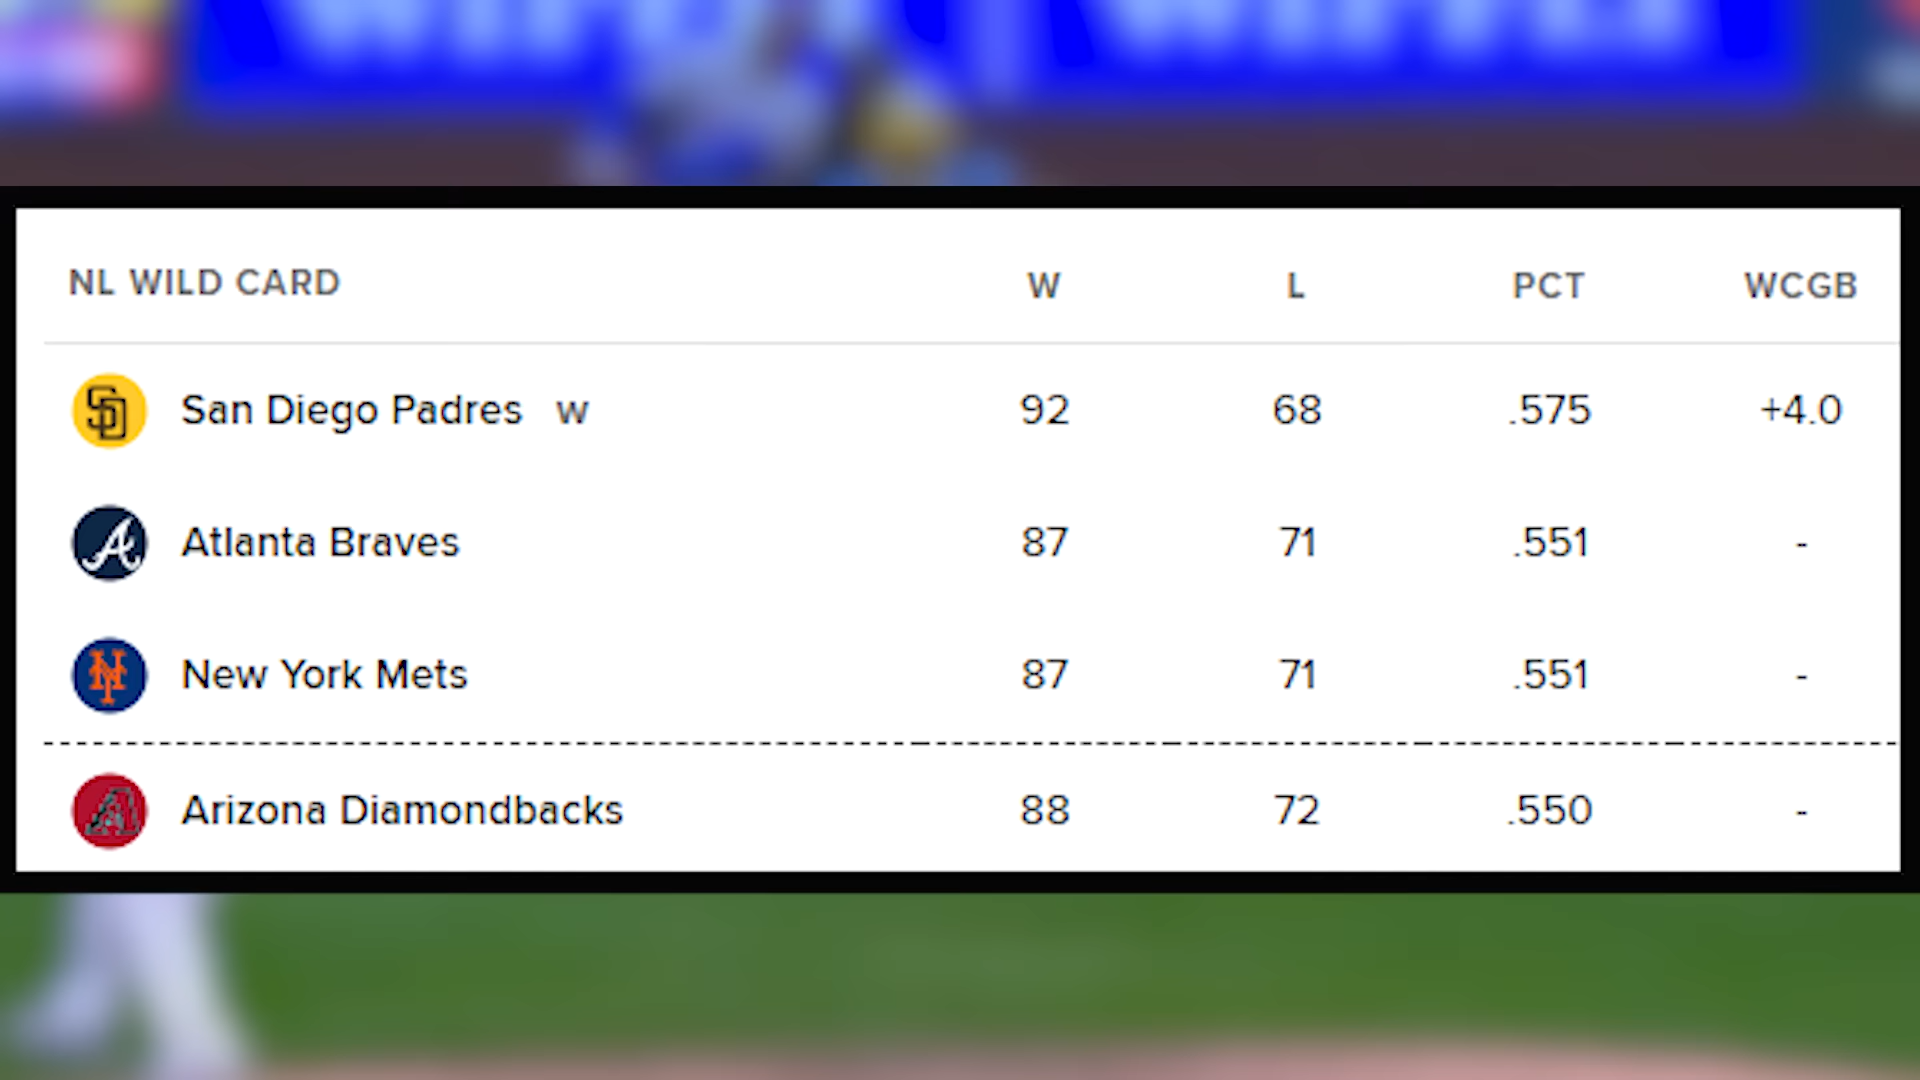 NL WILD CARD W L PCT WCGB
San Diego Padres w 92 68 .575 +4.0
Atlanta Braves 87 71 .551 -
New York Mets 87 71 .551 -
Arizona Diamondbacks 88 72 .550 -